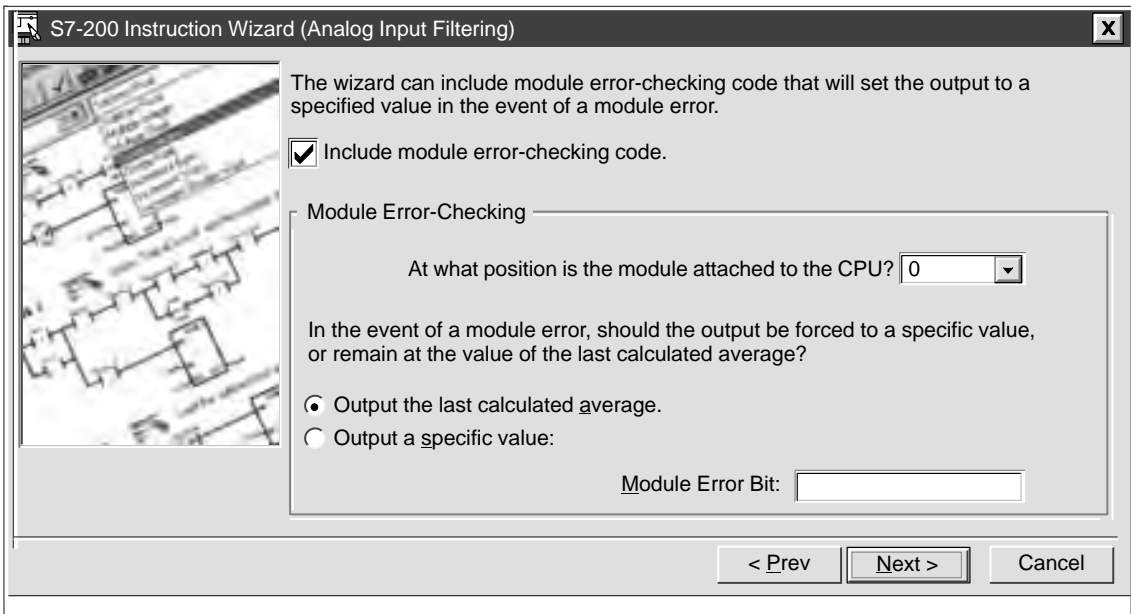 S7-200 Instruction Wizard (Analog Input Filtering)
X
The wizard can include module error-checking code that will set the output to a
specified value in the event of a module error.
Include module error-checking code.
Module Error-Checking
At what position is the module attached to the CPU? 0
In the event of a module error, should the output be forced to a specific value,
or remain at the value of the last calculated average?
Output the last calculated average.
Output a specific value:
Module Error Bit:
< Prev Next > Cancel